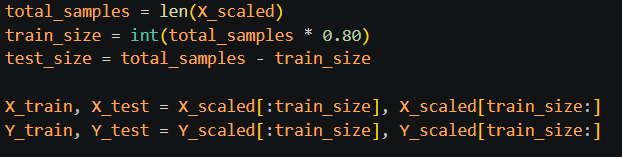 total_samples = len(X_scaled)
train_size = int(total_samples * 0.80)
test_size = total_samples - train_size
X_train, X_test = X_scaled[:train_size], X_scaled[train_size:]
Y_train, Y_test = Y_scaled[:train_size], Y_scaled[train_size:]